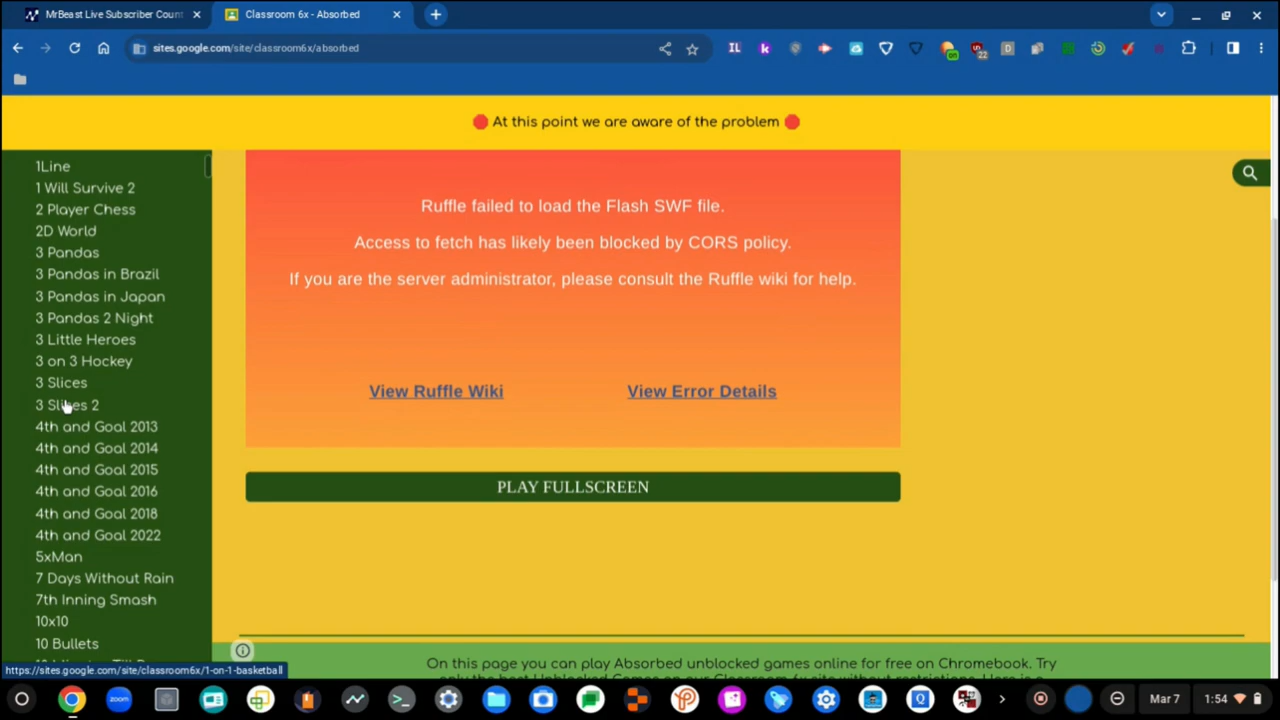 MrBeast Live Subscriber Count
Classroom 6x - Absorbed
sites.google.com/site/classroom6x/absorbed
IL
k
on
22
D
At this point we are aware of the problem
1Line
1 Will Survive 2
2 Player Chess
2D World
3 Pandas
3 Pandas in Brazil
3 Pandas in Japan
3 Pandas 2 Night
3 Little Heroes
3 on 3 Hockey
3 Slices
3 Slices 2
4th and Goal 2013
4th and Goal 2014
4th and Goal 2015
4th and Goal 2016
4th and Goal 2018
4th and Goal 2022
5xMan
7 Days Without Rain
7th Inning Smash
10x10
10 Bullets
Ruffle failed to load the Flash SWF file.
Access to fetch has likely been blocked by CORS policy.
If you are the server administrator, please consult the Ruffle wiki for help.
View Ruffle Wiki
View Error Details
PLAY FULLSCREEN
On this page you can play Absorbed unblocked games online for free on Chromebook. Try
https://sites.google.com/site/classroom6x/1-on-1-basketball
zoom
Mar 7
1:54